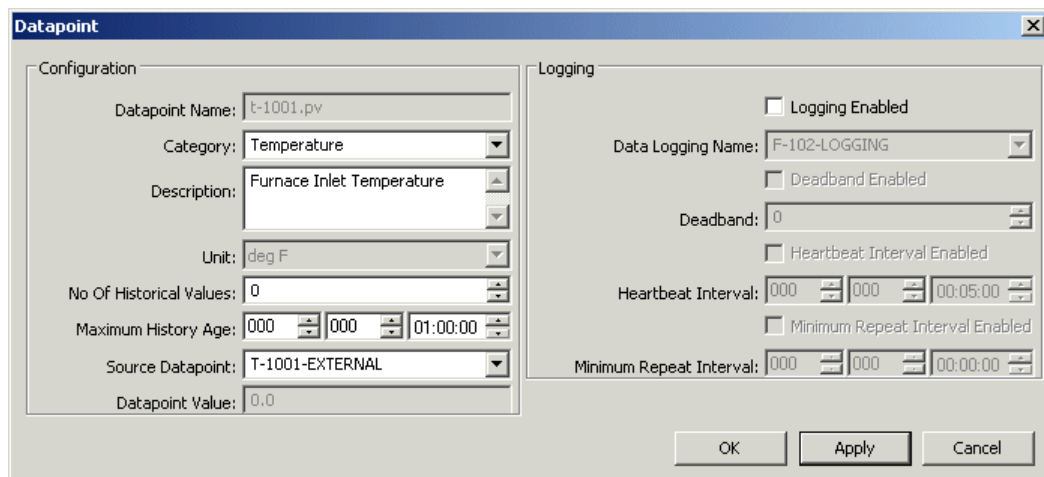 Datapoint
Configuration
Datapoint Name: t-1001.pv
Category: Temperature
Description: Furnace Inlet Temperature
Unit: deg F
No Of Historical Values: 0
Maximum History Age: 000 000 01:00:00
Source Datapoint: T-1001-EXTERNAL
Datapoint Value: 0.0
Logging
Logging Enabled
Data Logging Name: F-102-LOGGING
Deadband Enabled
Deadband: 0
Heartbeat Interval Enabled
Heartbeat Interval: 000 000 00:05:00
Minimum Repeat Interval Enabled
Minimum Repeat Interval: 000 000 00:00:00
OK Apply Cancel